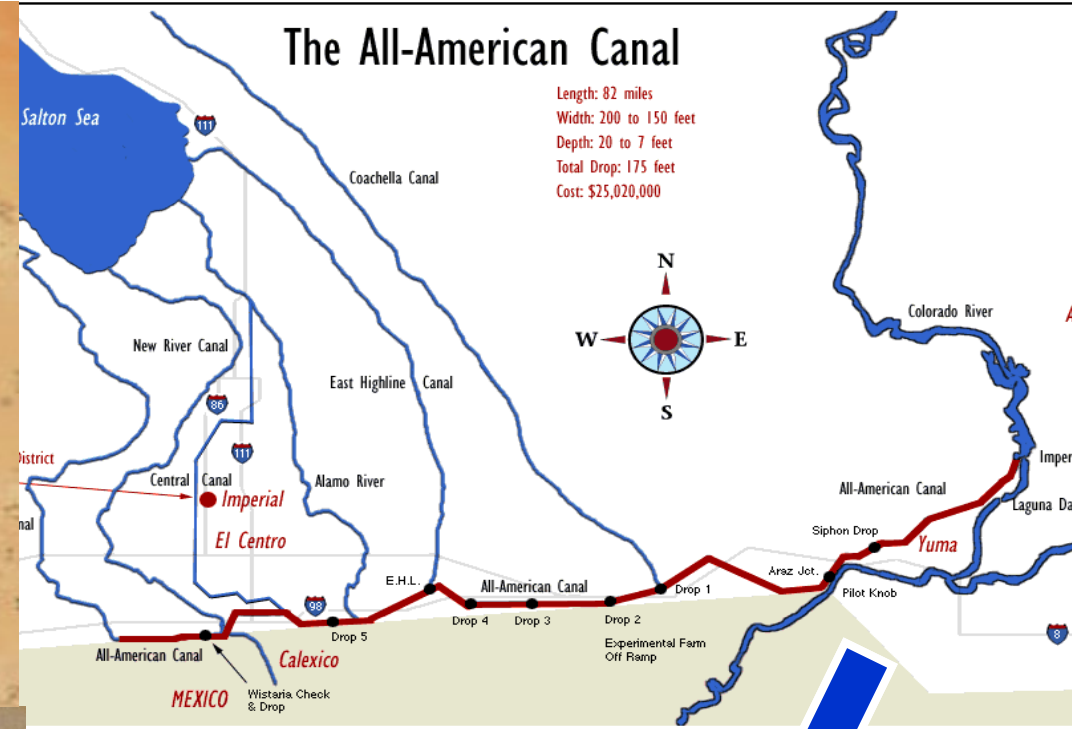 The All-American Canal
Length: 82 miles
Width: 200 to 150 feet
Depth: 20 to 7 feet
Total Drop: 175 feet
Cost: $25,020,000
Salton Sea
111
Coachella Canal
N
W
E
S
Colorado River
New River Canal
East Highline Canal
86
111
District
Central Canal
Imperial
Alamo River
El Centro
All-American Canal
Siphon Drop
Yuma
Araz Jct.
Pilot Knob
E.H.L.
All-American Canal
Drop 1
Drop 2
Drop 3
Drop 4
98
Drop 5
Experimental Farm
Off Ramp
8
All-American Canal
Calexico
MEXICO
Wistaria Check
& Drop
Laguna